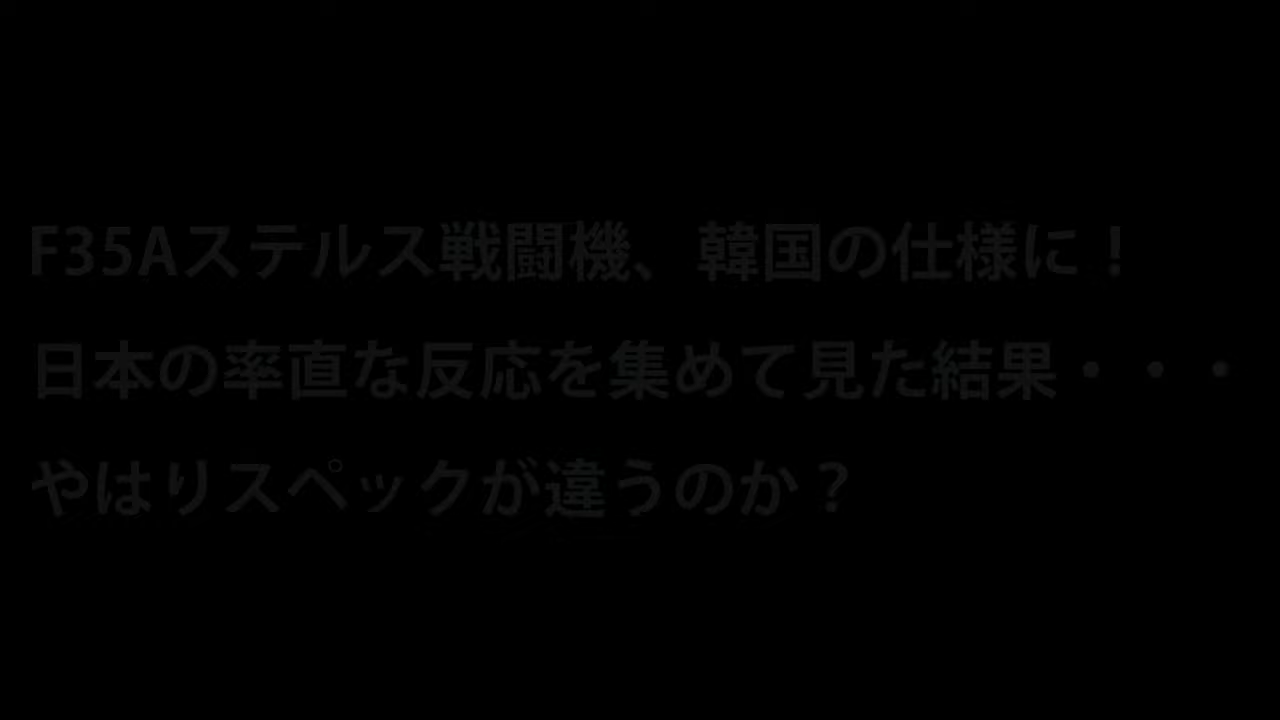 F35Aステルス戦闘機、韓国の仕様に！
日本の率直な反応を集めて見た結果・・・
やはりスペックが違うのか？